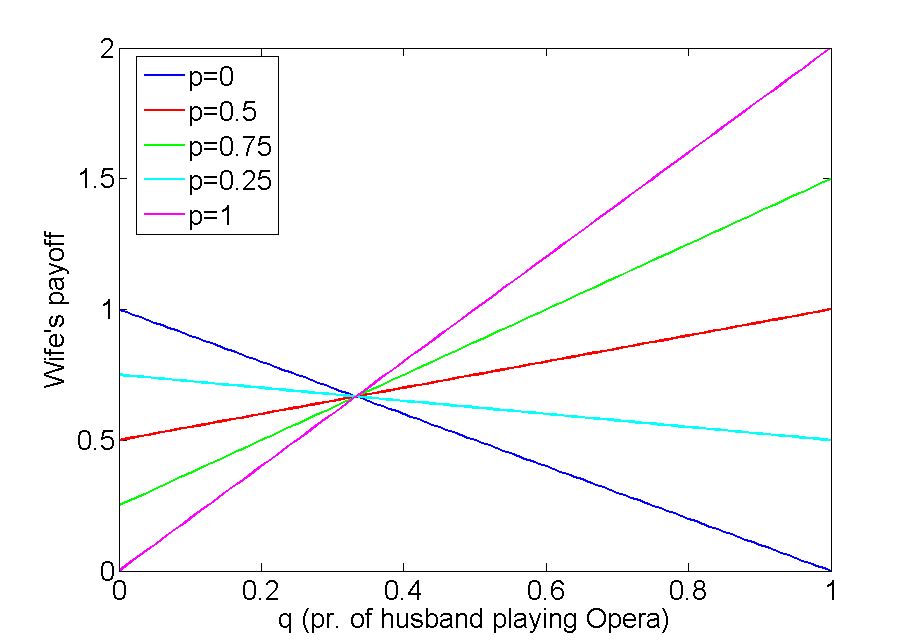 2
1.5
1
0.5
0
Wife's payoff
p=0
p=0.5
p=0.75
p=0.25
p=1
0 0.2 0.4 0.6 0.8 1
q (pr. of husband playing Opera)